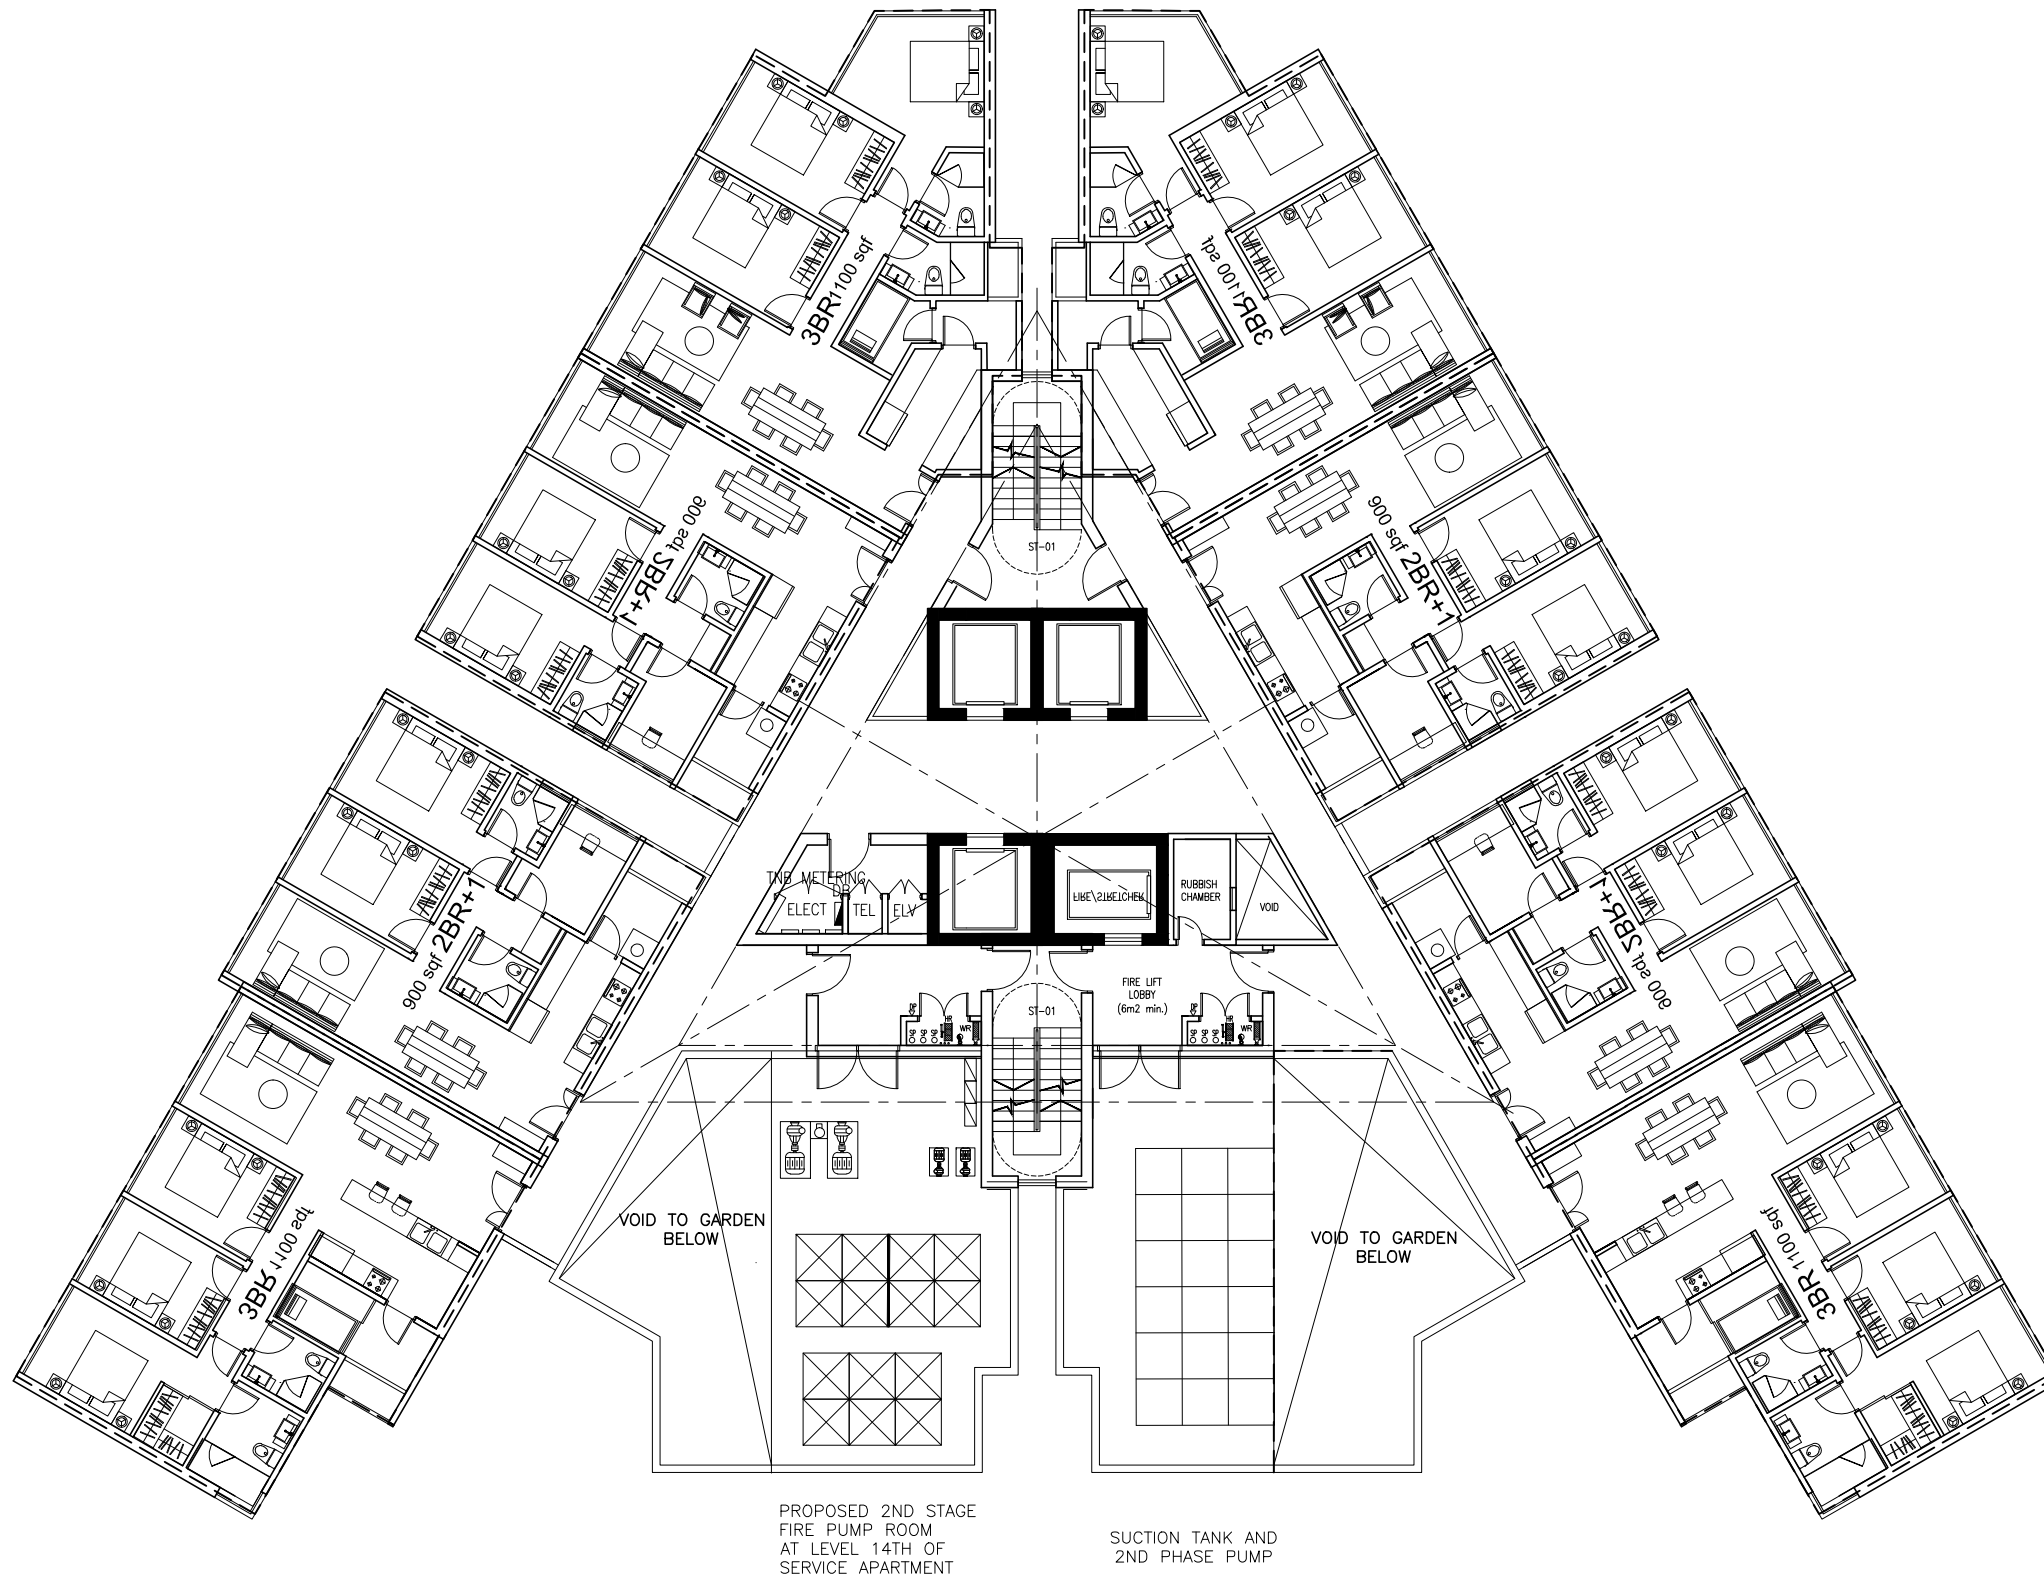 3BR 1100 sqf
3BR 1100 sqf
900 sqf 2BR+1
900 sqf 2BR+1
ST-01
900 sqf 2BR+1
900 sqf 2BR+1
TNB METERING
DB
ELECT
TEL
ELV
FIRE/STRETCHER
RUBBISH
CHAMBER
VOID
FIRE LIFT
LOBBY
(6m2 min.)
ST-01
WR
WR
3BR 1100 sqf
3BR 1100 sqf
VOID TO GARDEN
BELOW
VOID TO GARDEN
BELOW
PROPOSED 2ND STAGE
FIRE PUMP ROOM
AT LEVEL 14TH OF
SERVICE APARTMENT
SUCTION TANK AND
2ND PHASE PUMP